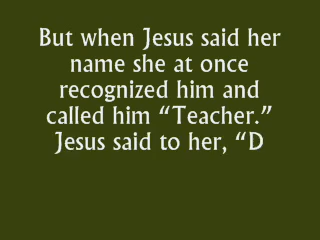 But when Jesus said her
name she at once
recognized him and
called him “Teacher.”
Jesus said to her, “D